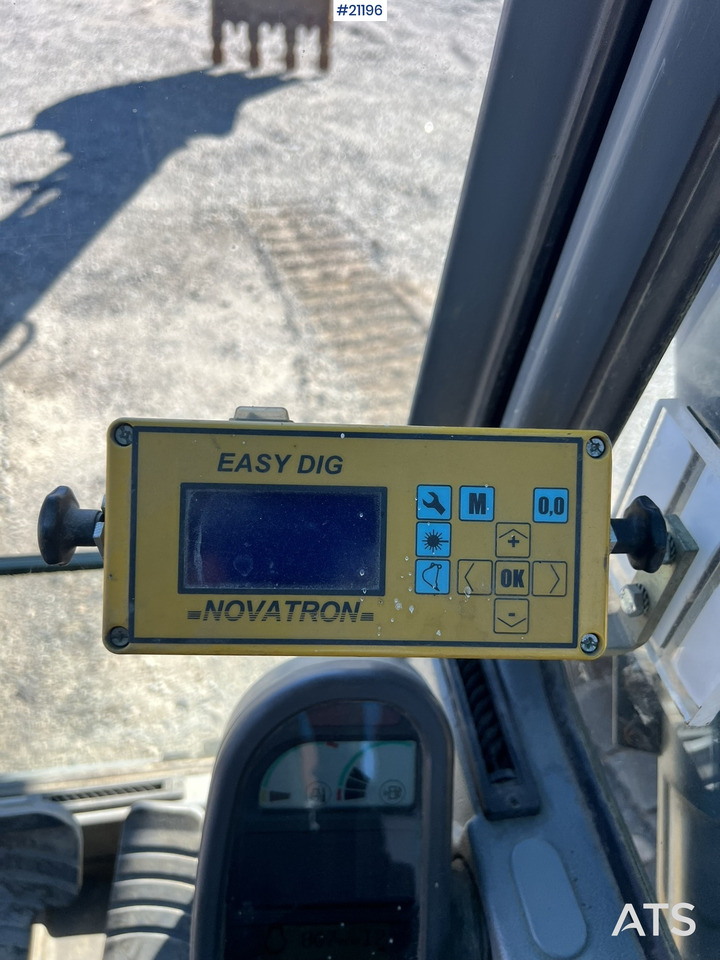 #21196
EASY DIG
M 0,0
+
OK
-
NOVATRON
ATS